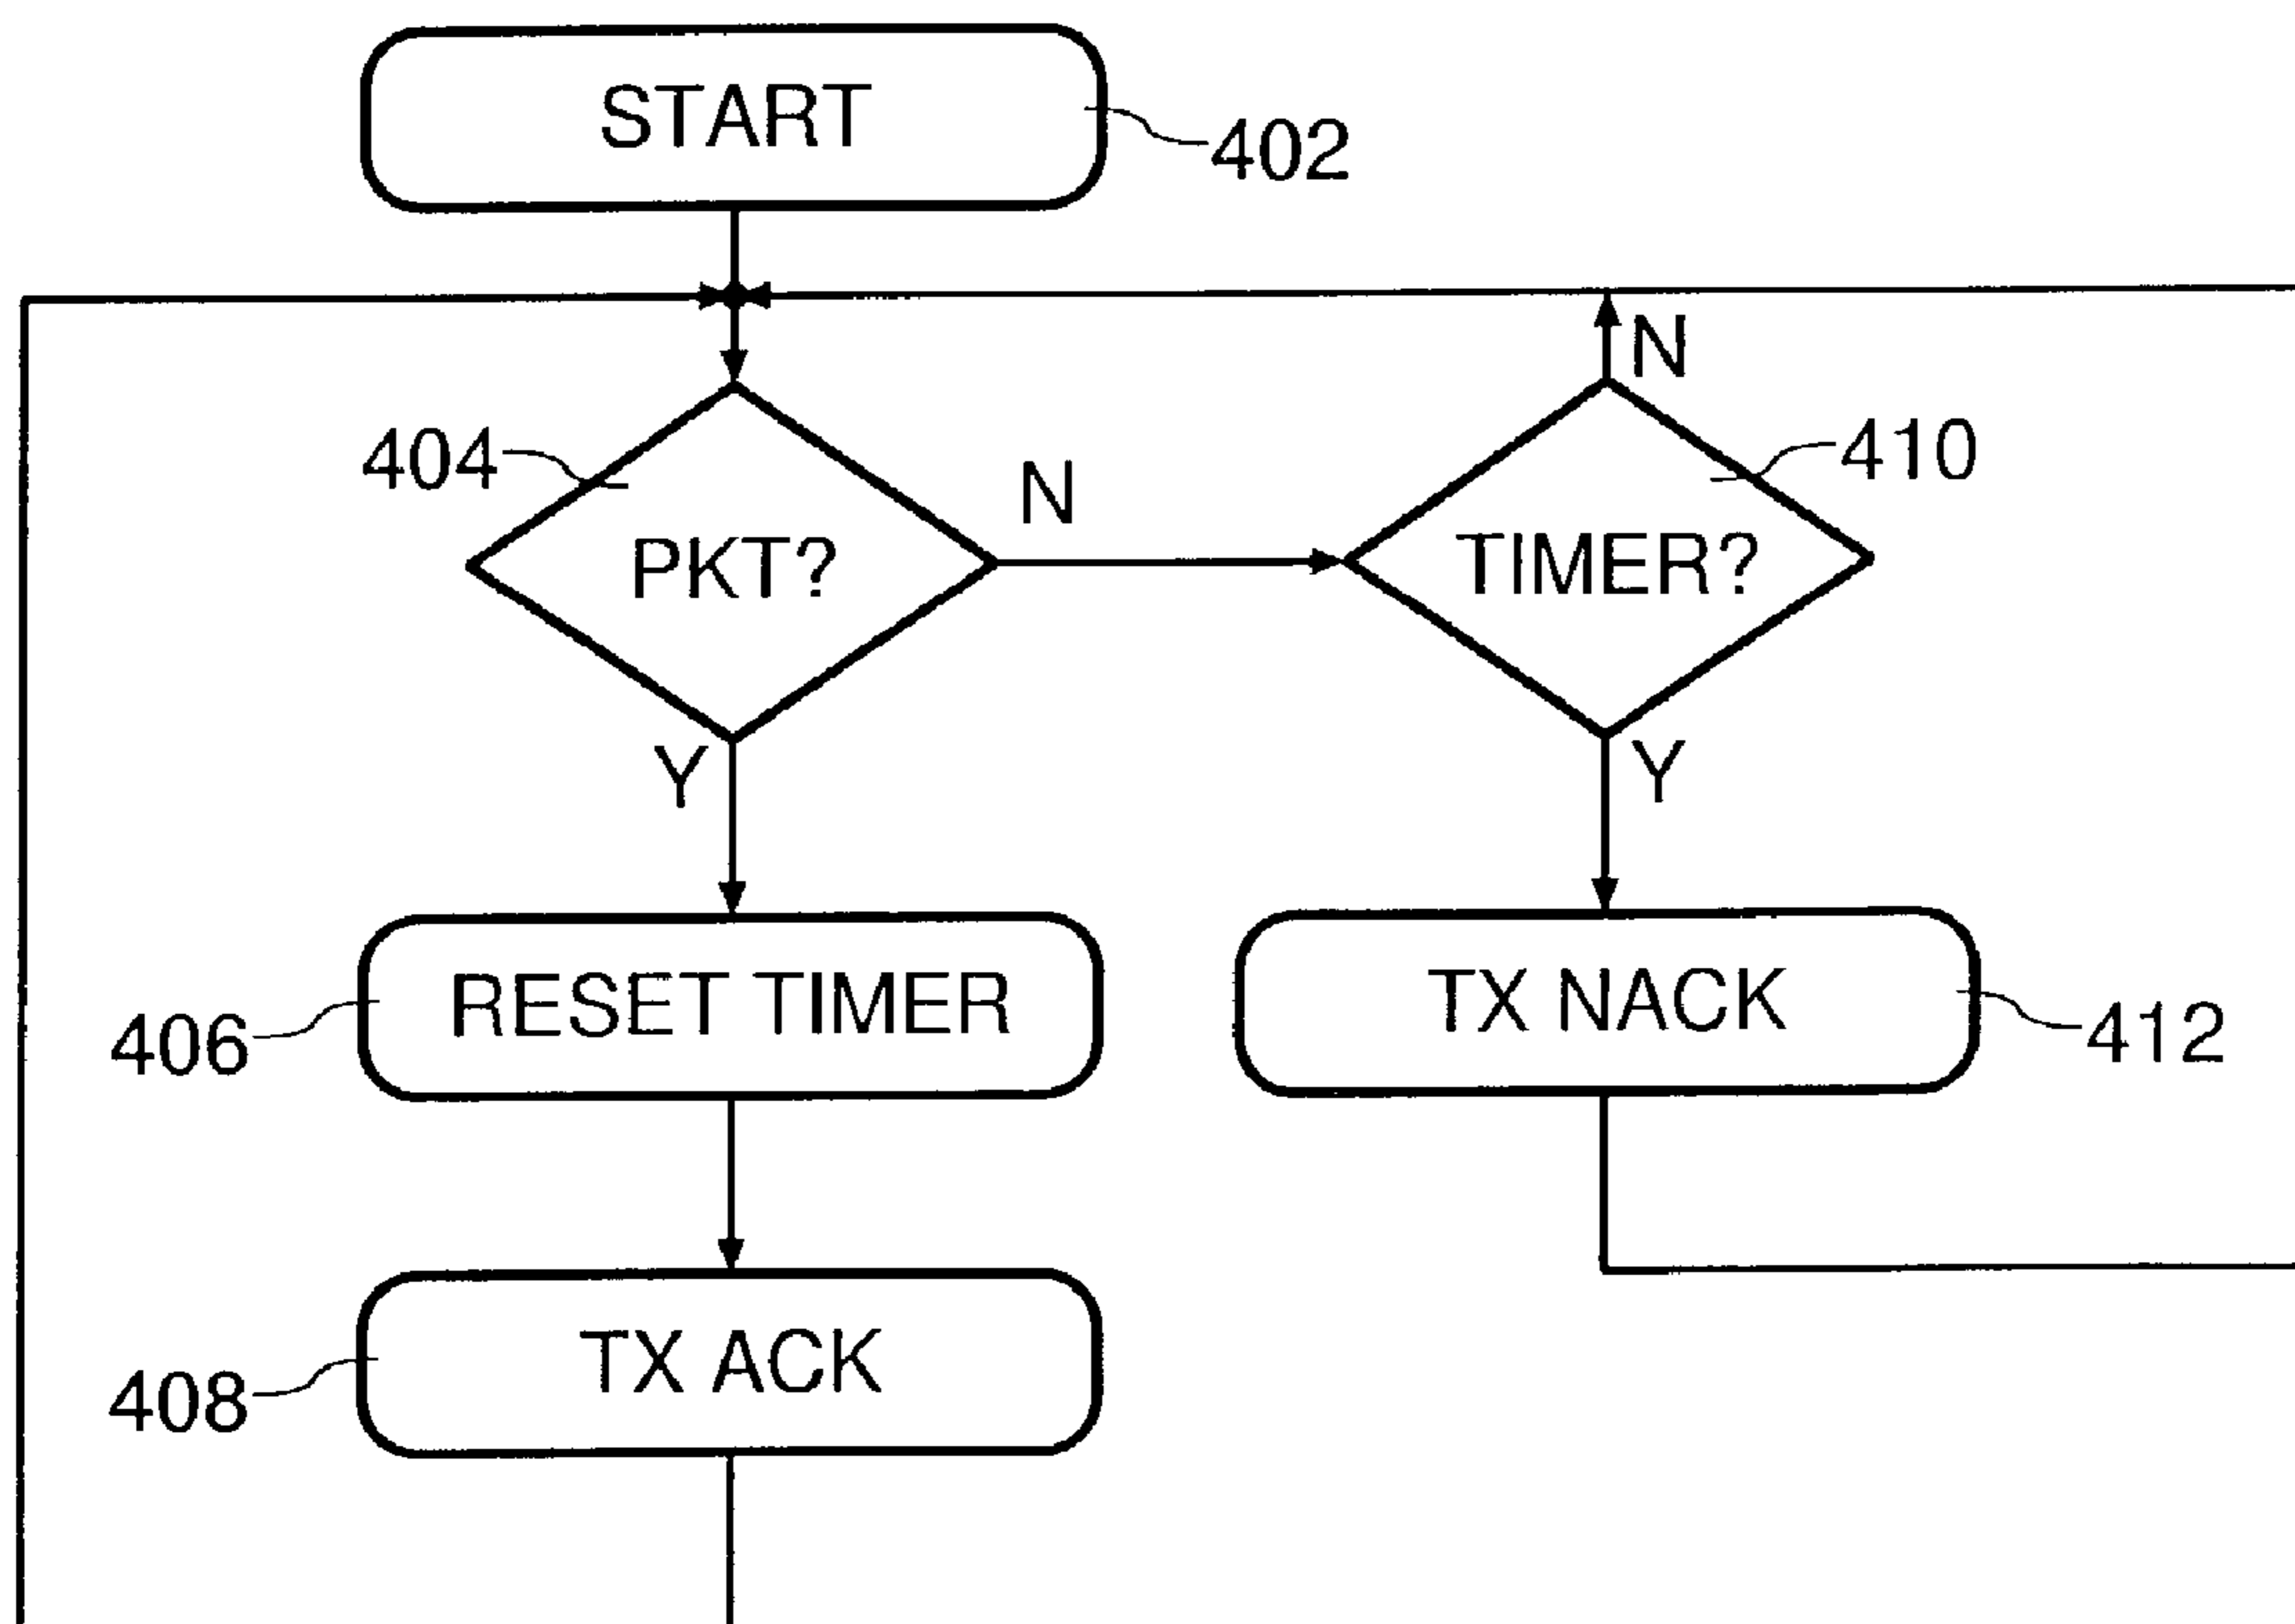 START
402
N
404
N
410
PKT?
TIMER?
Y
Y
RESET TIMER
TX NACK
406
412
TX ACK
408